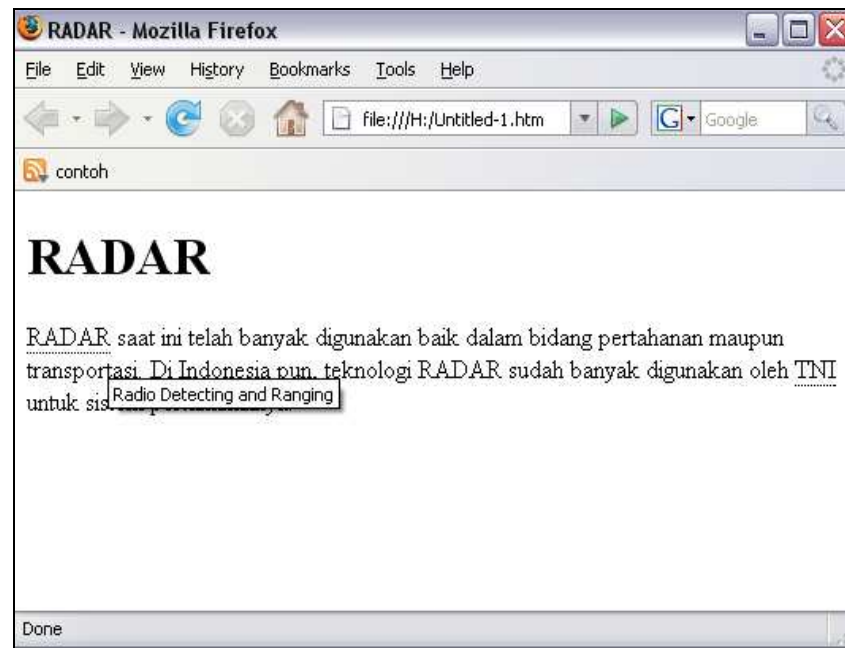 RADAR - Mozilla Firefox
File Edit View History Bookmarks Tools Help
file:///H:/Untitled-1.htm G Google
contoh
RADAR
RADAR saat ini telah banyak digunakan baik dalam bidang pertahanan maupun
transportasi. Di Indonesia pun, teknologi RADAR sudah banyak digunakan oleh TNI
Radio Detecting and Ranging
untuk
Done